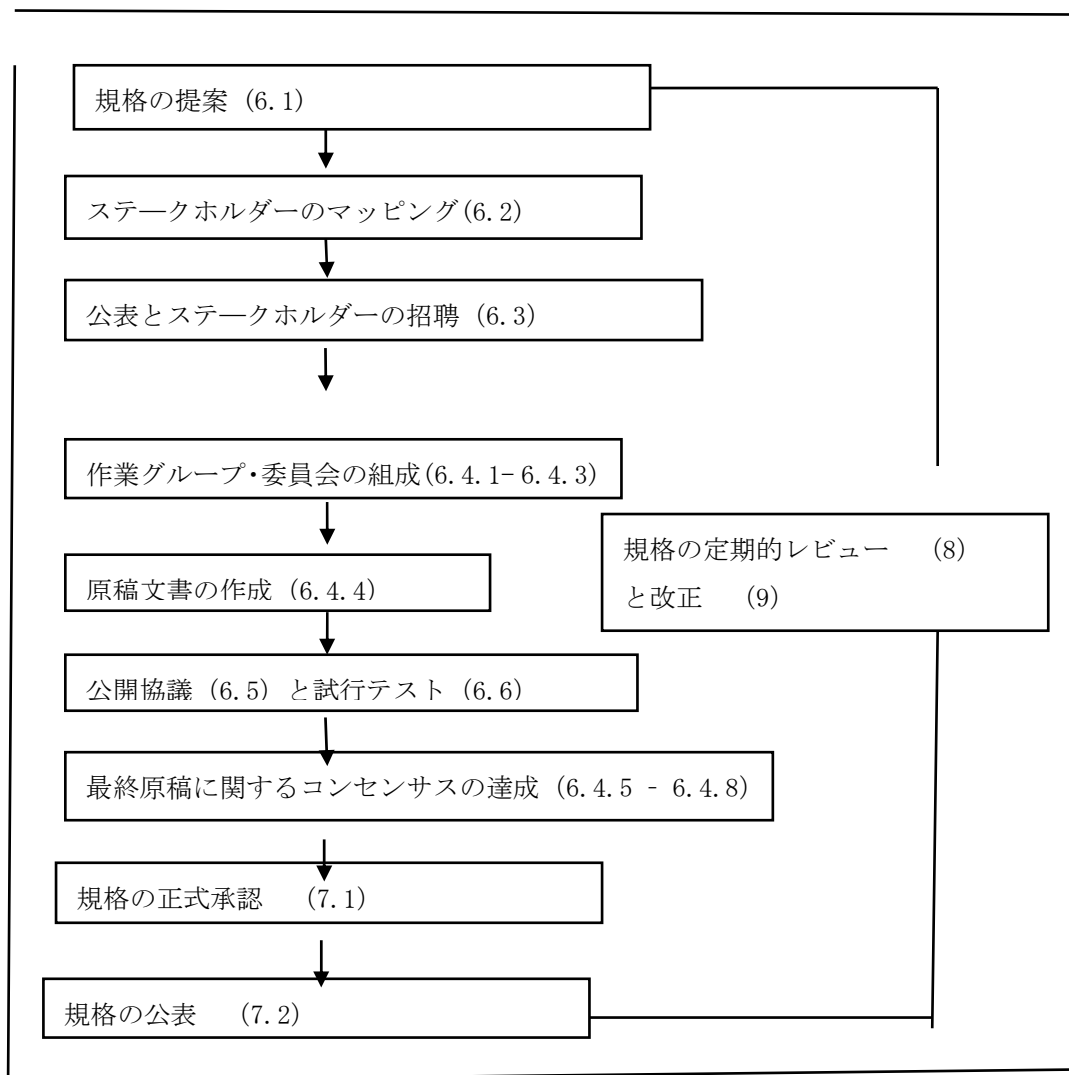 規格の提案 (6.1)
ステ―クホルダーのマッピング(6.2)
公表とステ―クホルダーの招聘 (6.3)
作業グループ・委員会の組成(6.4.1-6.4.3)
規格の定期的レビュー (8)
と改正 (9)
原稿文書の作成 (6.4.4)
公開協議 (6.5) と試行テスト (6.6)
最終原稿に関するコンセンサスの達成 (6.4.5 - 6.4.8)
規格の正式承認 (7.1)
規格の公表 (7.2)